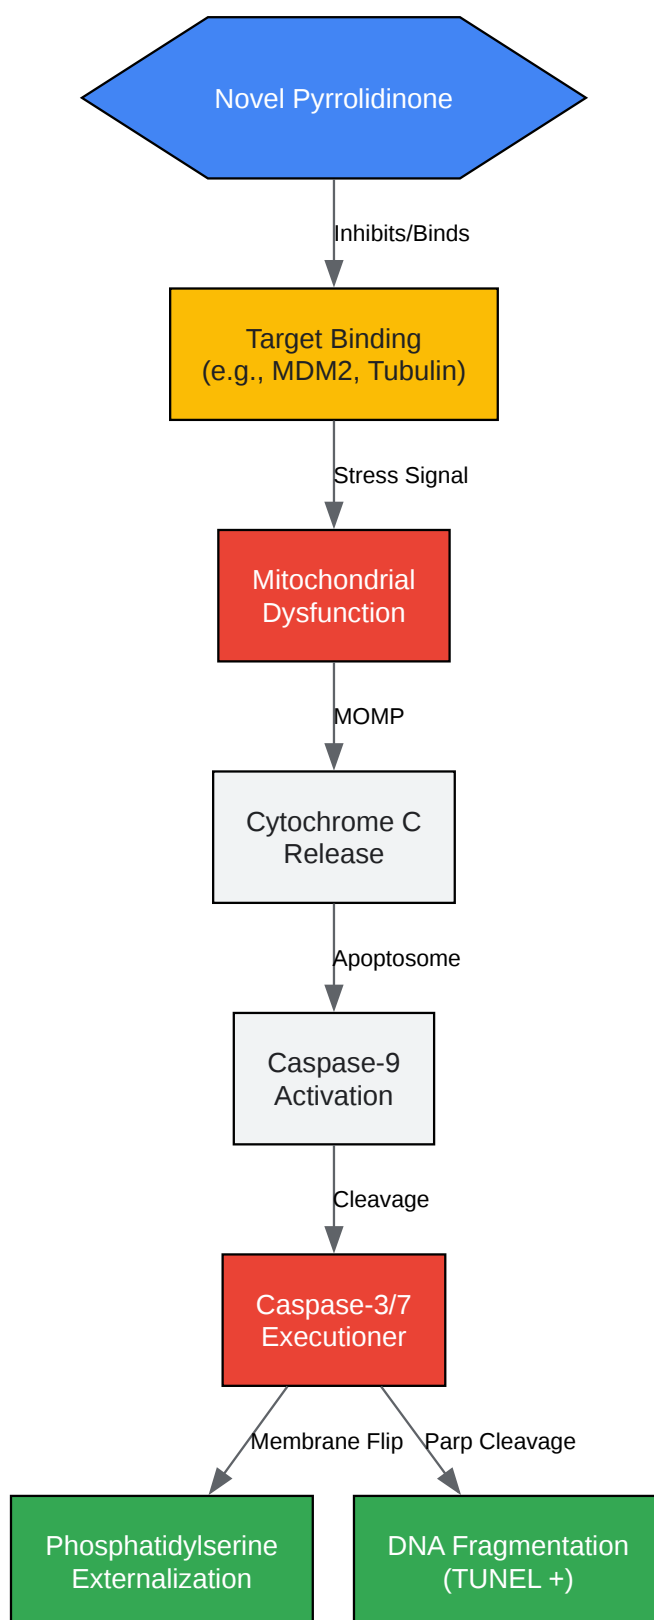 Novel Pyrrolidinone
Inhibits/Binds
Target Binding
(e.g., MDM2, Tubulin)
Stress Signal
Mitochondrial
Dysfunction
MOMP
Cytochrome C
Release
Apoptosome
Caspase-9
Activation
Cleavage
Caspase-3/7
Executioner
Membrane Flip
Parp Cleavage
Phosphatidylserine
Externalization
DNA Fragmentation
(TUNEL +)